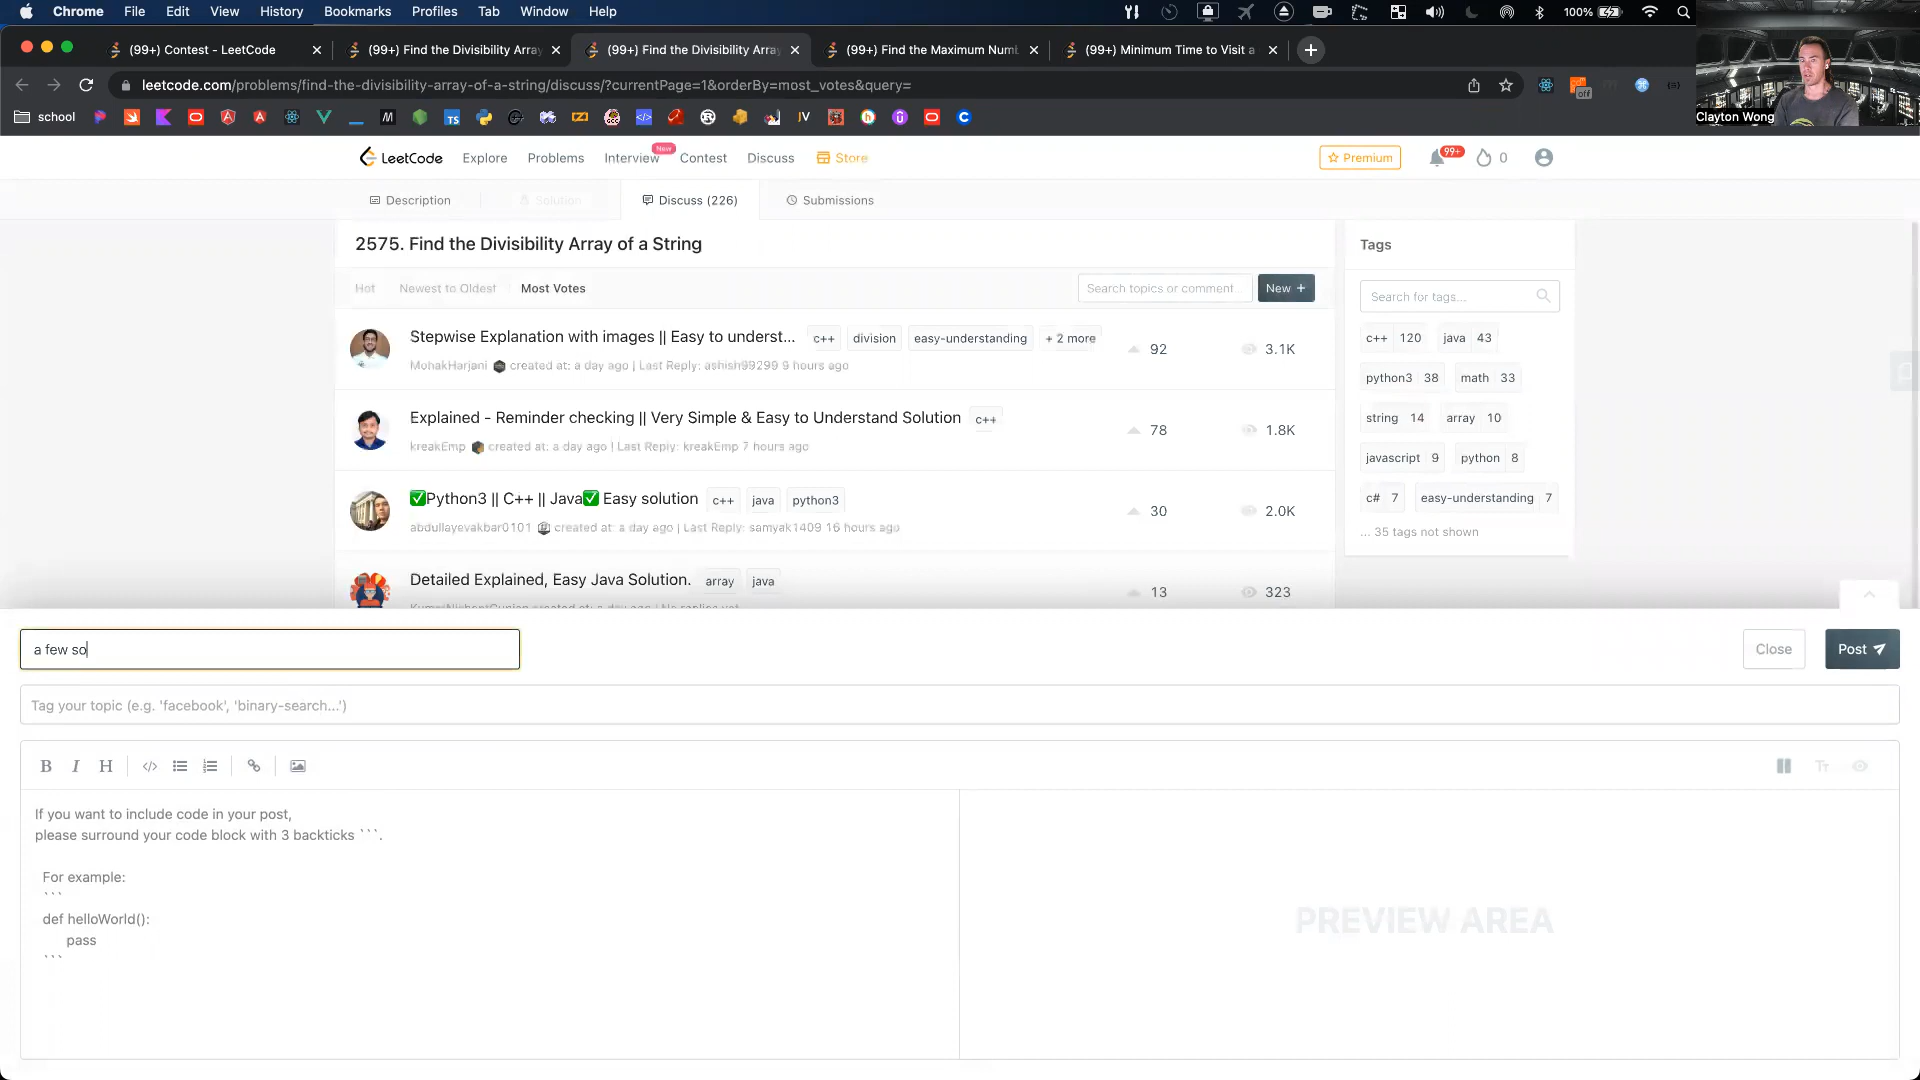 Chrome File Edit View History Bookmarks Profiles Tab Window Help 100%
(99+) Contest - LeetCode (99+) Find the Divisibility Array (99+) Find the Divisibility Array (99+) Find the Maximum Num (99+) Minimum Time to Visit a
leetcode.com/problems/find-the-divisibility-array-of-a-string/discuss/?currentPage=1&orderBy=most_votes&query=
off
school TS JV
Clayton Wong
LeetCode Explore Problems Interview New Contest Discuss Store Premium 99+ 0
Description Solution Discuss (226) Submissions
2575. Find the Divisibility Array of a String
Tags
Hot Newest to Oldest Most Votes Search topics or comment... New +
Search for tags...
Stepwise Explanation with images || Easy to underst... c++ division easy-understanding + 2 more 92 3.1K
MohakHarjani created at: a day ago | Last Reply: ashish99299 9 hours ago
c++ 120 java 43
python3 38 math 33
Explained - Reminder checking || Very Simple & Easy to Understand Solution c++ 78 1.8K
kreakEmp created at: a day ago | Last Reply: kreakEmp 7 hours ago
string 14 array 10
javascript 9 python 8
✅Python3 || C++ || Java✅ Easy solution c++ java python3 30 2.0K
abdullayevakbar0101 created at: a day ago | Last Reply: samyak1409 16 hours ago
c# 7 easy-understanding 7
... 35 tags not shown
Detailed Explained, Easy Java Solution. array java 13 323
a few so
Close Post
Tag your topic (e.g. 'facebook', 'binary-search...')
B I H
If you want to include code in your post,
please surround your code block with 3 backticks ```.
For example:
```
def helloWorld():
pass
```
PREVIEW AREA